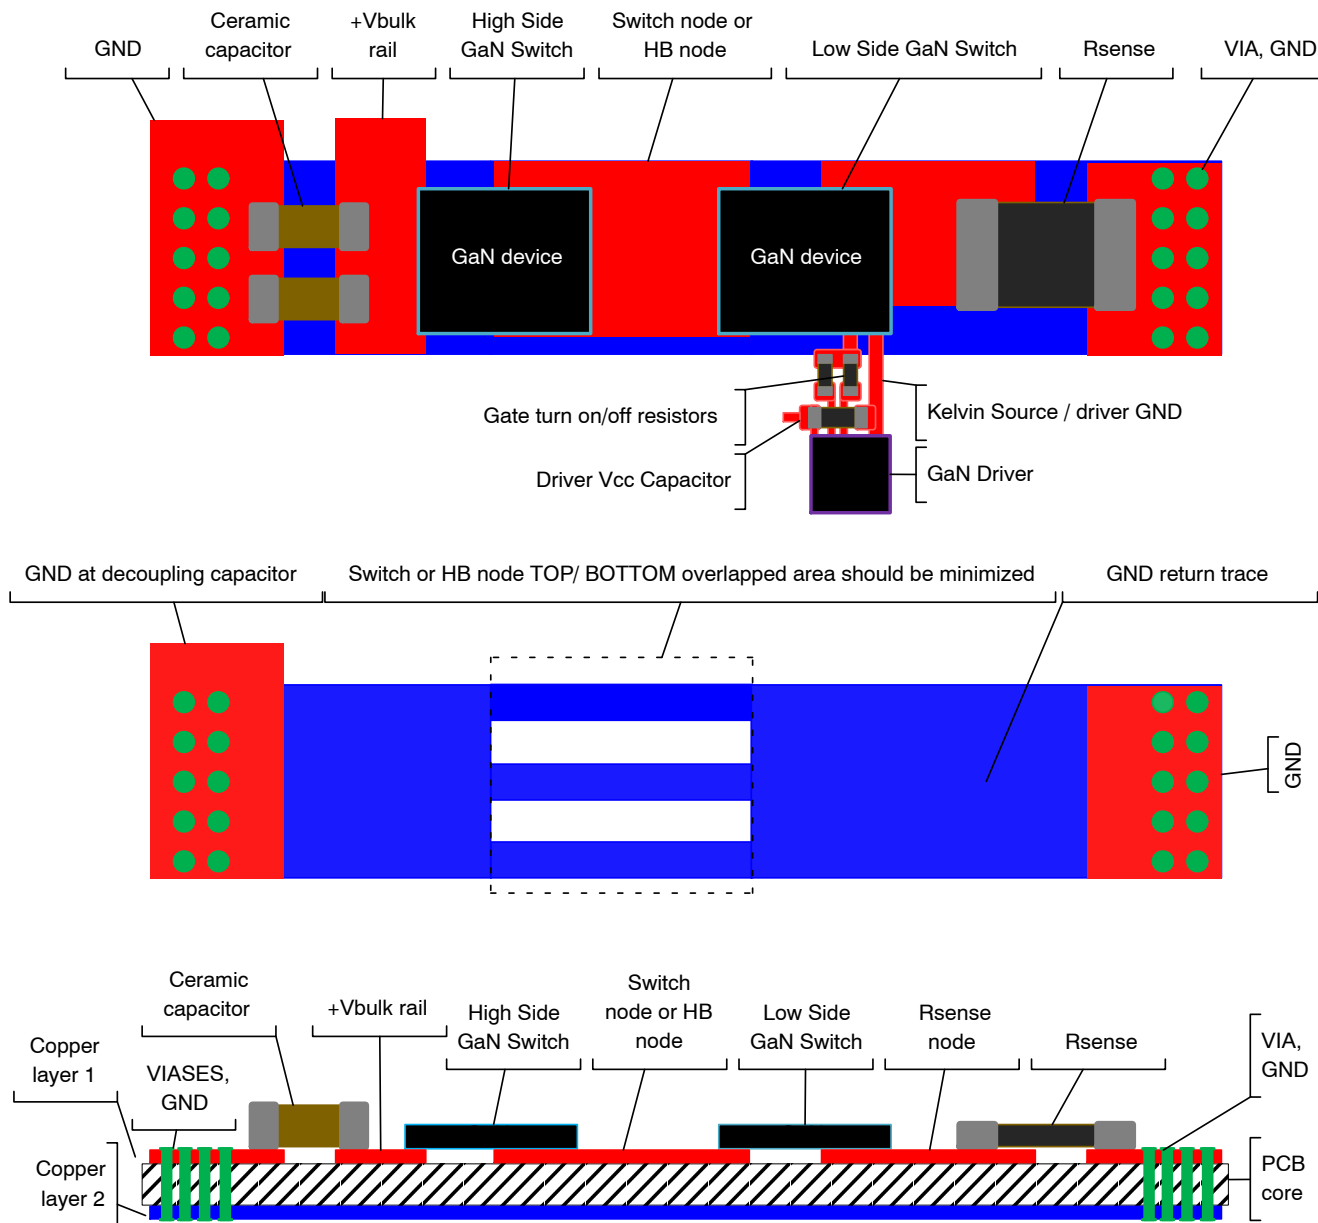 GND
Ceramic
capacitor
+Vbulk
rail
High Side
GaN Switch
Switch node or
HB node
Low Side GaN Switch
Rsense
VIA, GND
GaN device
GaN device
Gate turn on/off resistors
Kelvin Source / driver GND
Driver Vcc Capacitor
GaN Driver
GND at decoupling capacitor
Switch or HB node TOP/ BOTTOM overlapped area should be minimized
GND return trace
GND
Ceramic
capacitor
+Vbulk rail
High Side
GaN Switch
Switch
node or HB
node
Low Side
GaN Switch
Rsense
node
Rsense
VIA,
GND
Copper
layer 1
VIASES,
GND
Copper
layer 2
PCB
core